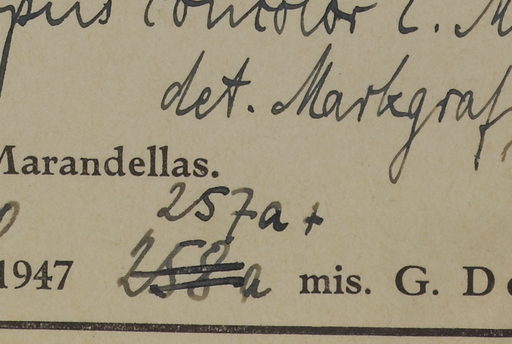 concolor C. M
det. Markgraf,
Marandellas.
257a +
1947 258a mis. G. D